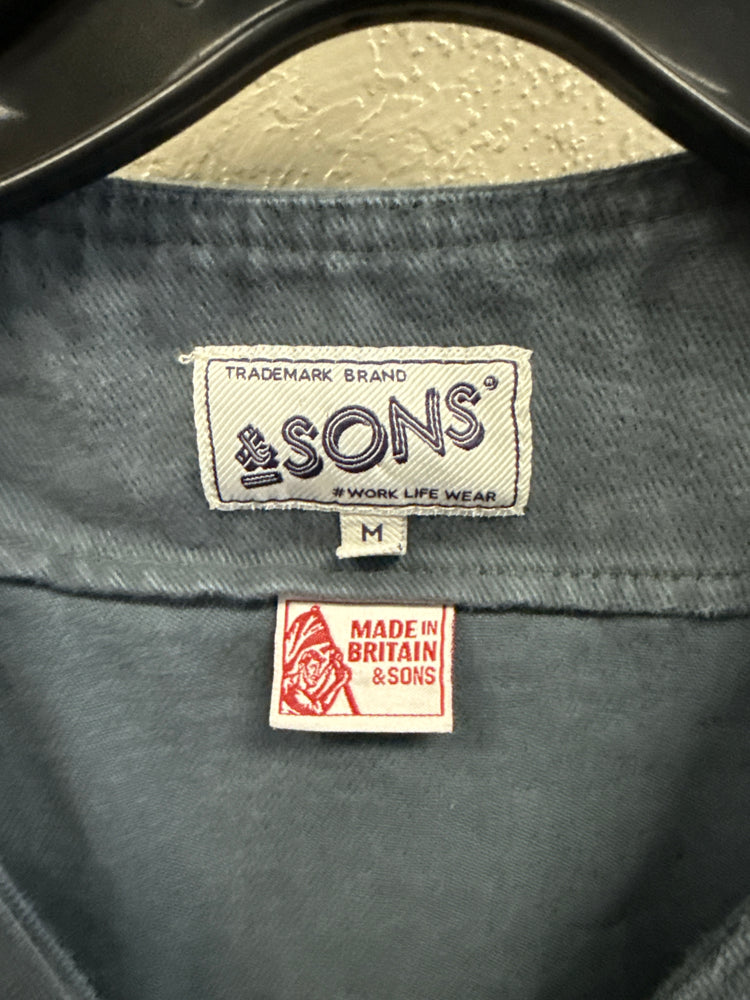 TRADEMARK BRAND
&SONS®
#WORK LIFE WEAR
M
MADE IN
BRITAIN
&SONS